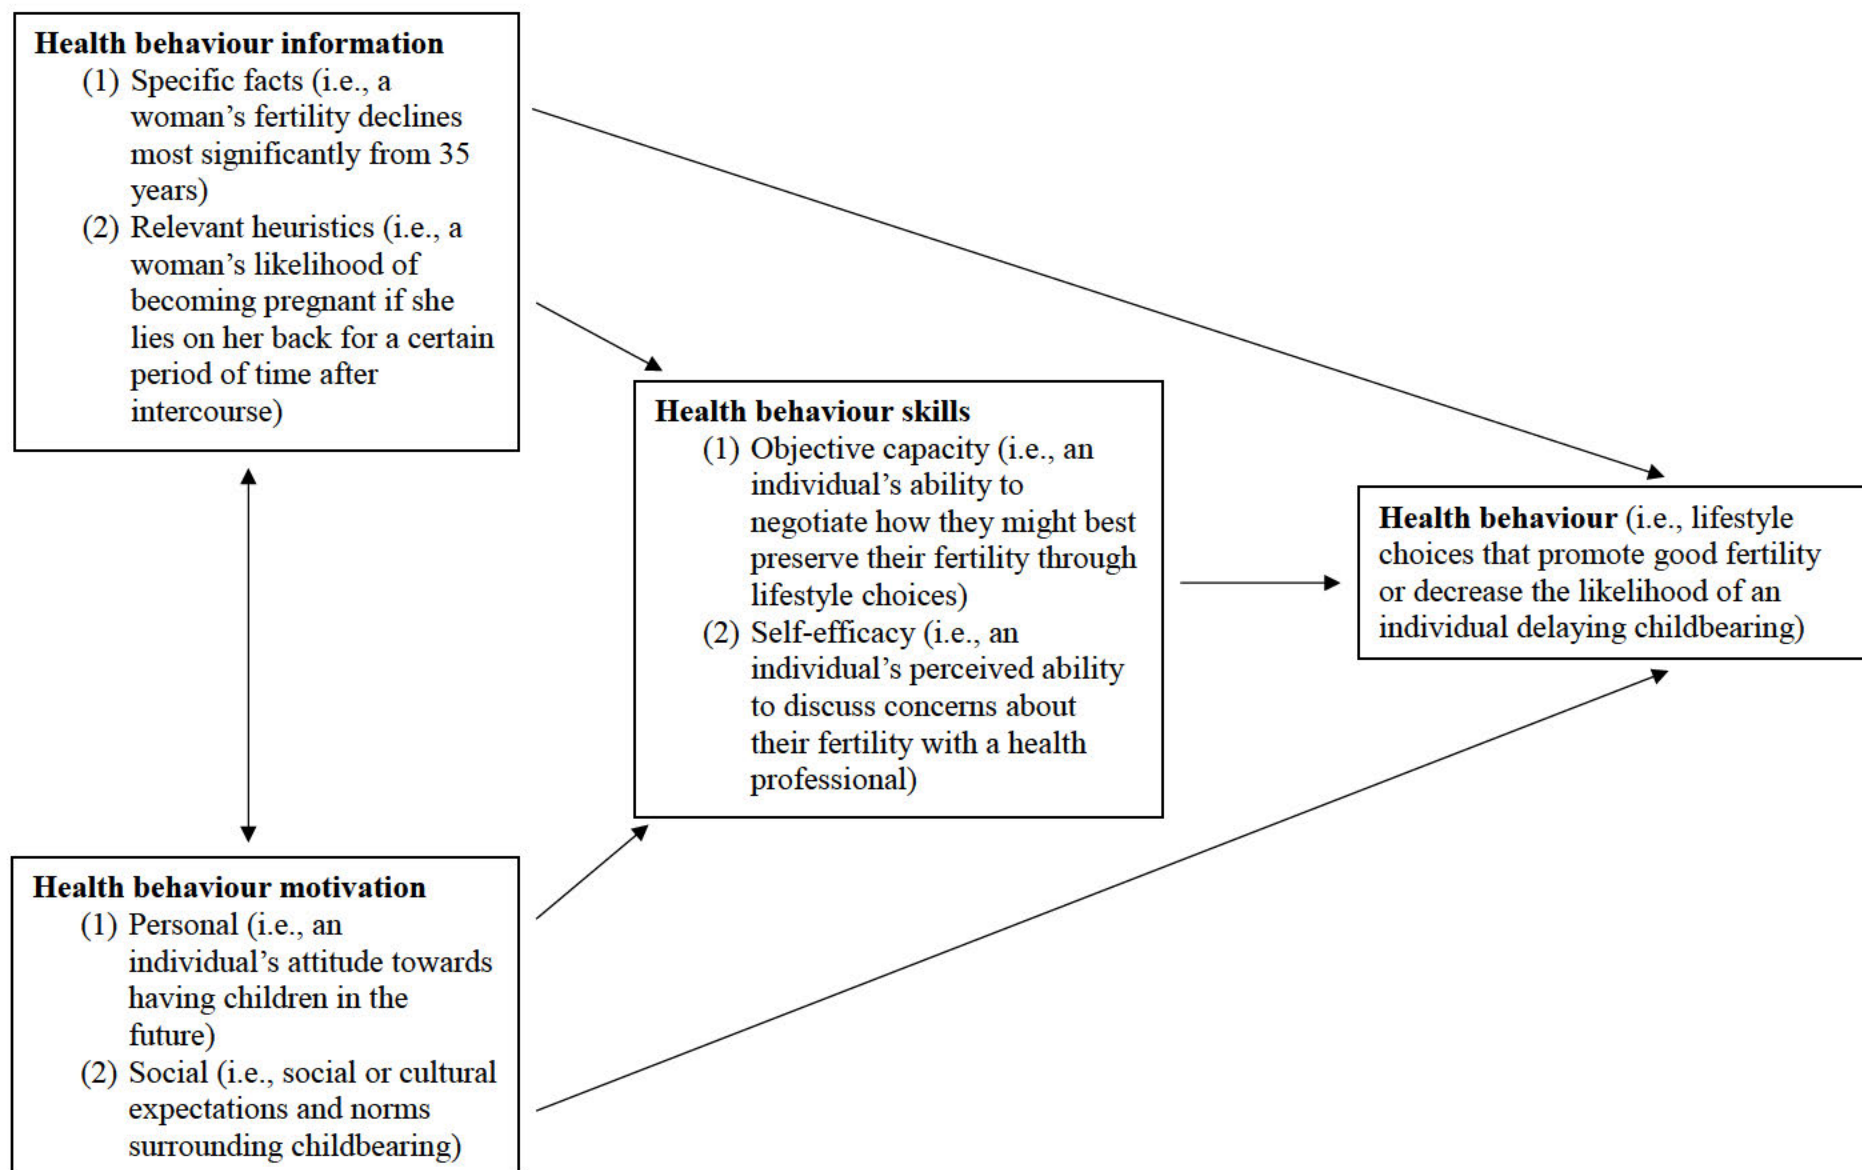 Health behaviour information
(1) Specific facts (i.e., a
woman’s fertility declines
most significantly from 35
years)
(2) Relevant heuristics (i.e., a
woman’s likelihood of
becoming pregnant if she
lies on her back for a certain
period of time after
intercourse)
Health behaviour skills
(1) Objective capacity (i.e., an
individual’s ability to
negotiate how they might best
preserve their fertility through
lifestyle choices)
(2) Self-efficacy (i.e., an
individual’s perceived ability
to discuss concerns about
their fertility with a health
professional)
Health behaviour (i.e., lifestyle
choices that promote good fertility
or decrease the likelihood of an
individual delaying childbearing)
Health behaviour motivation
(1) Personal (i.e., an
individual’s attitude towards
having children in the
future)
(2) Social (i.e., social or cultural
expectations and norms
surrounding childbearing)